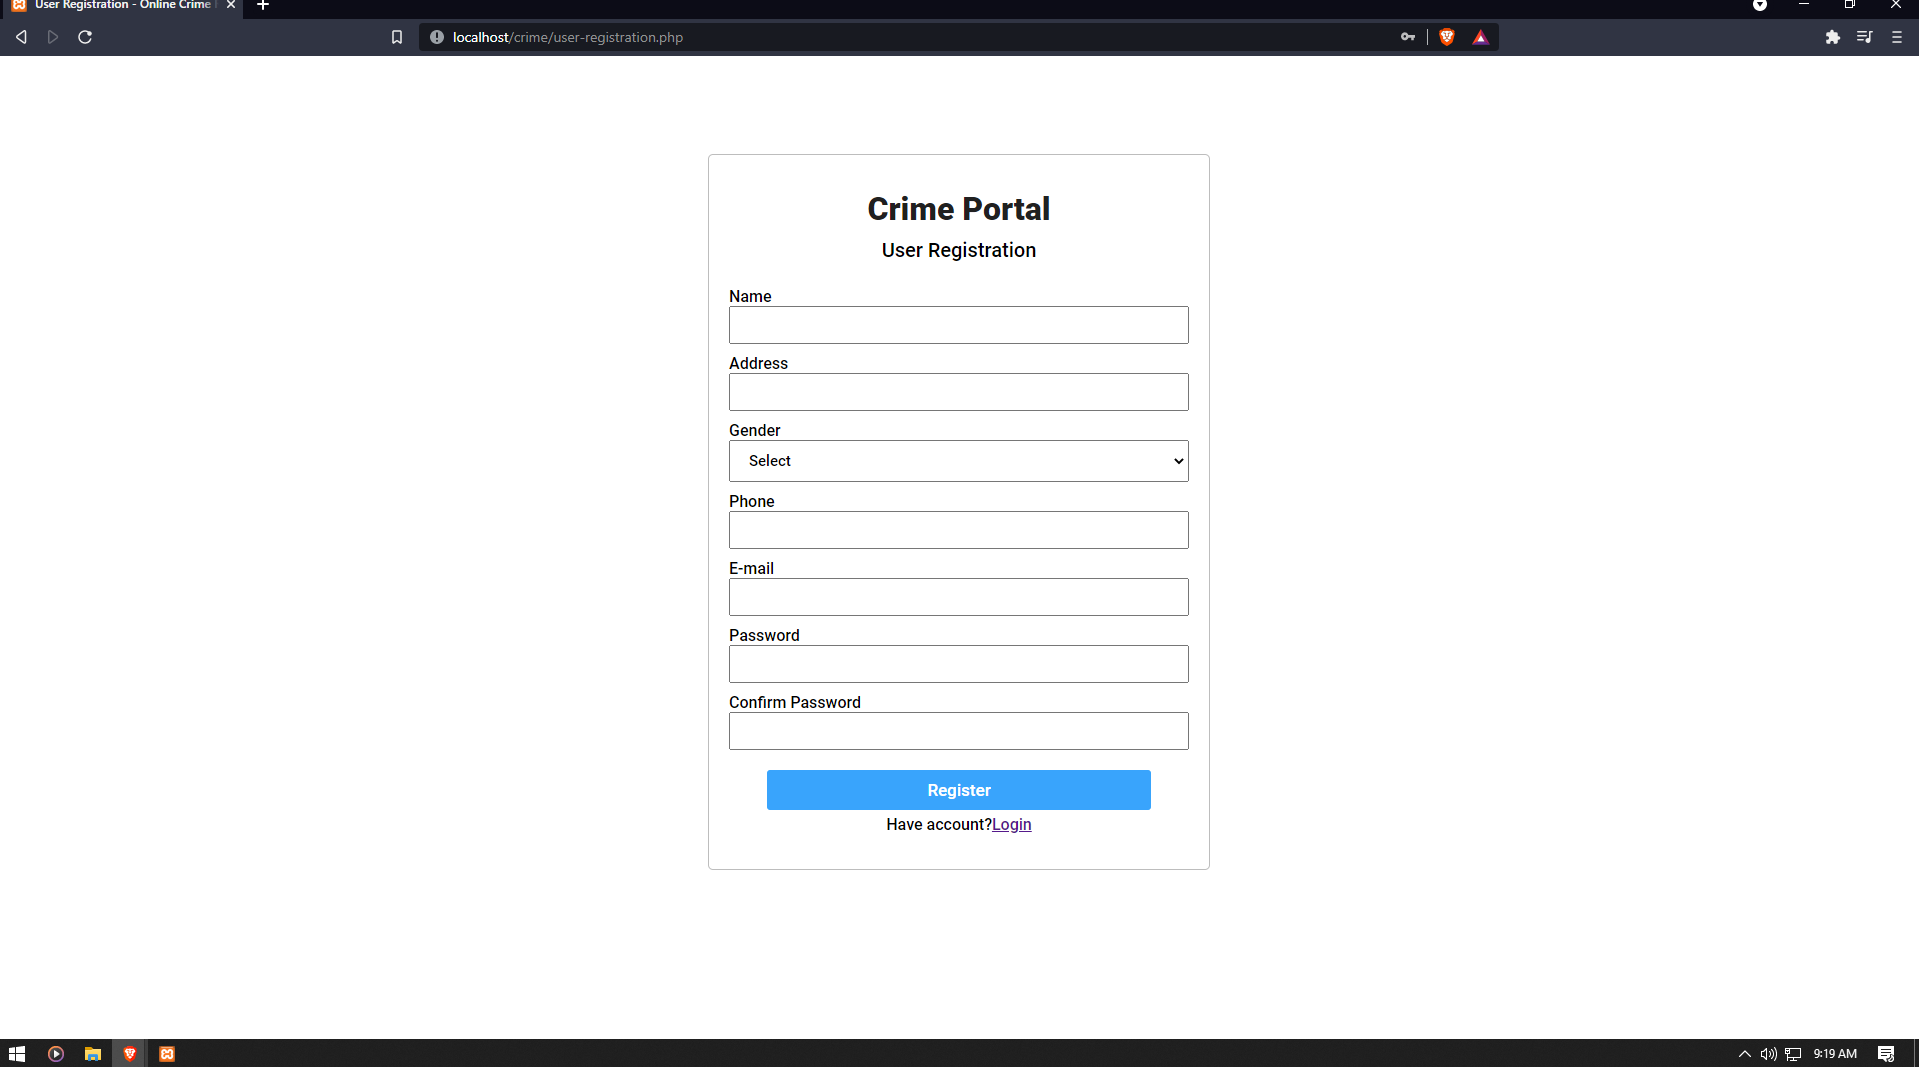 User Registration - Online Crime
localhost/crime/user-registration.php
Crime Portal
User Registration
Name
Address
Gender
Select
Phone
E-mail
Password
Confirm Password
Register
Have account?Login
9:19 AM